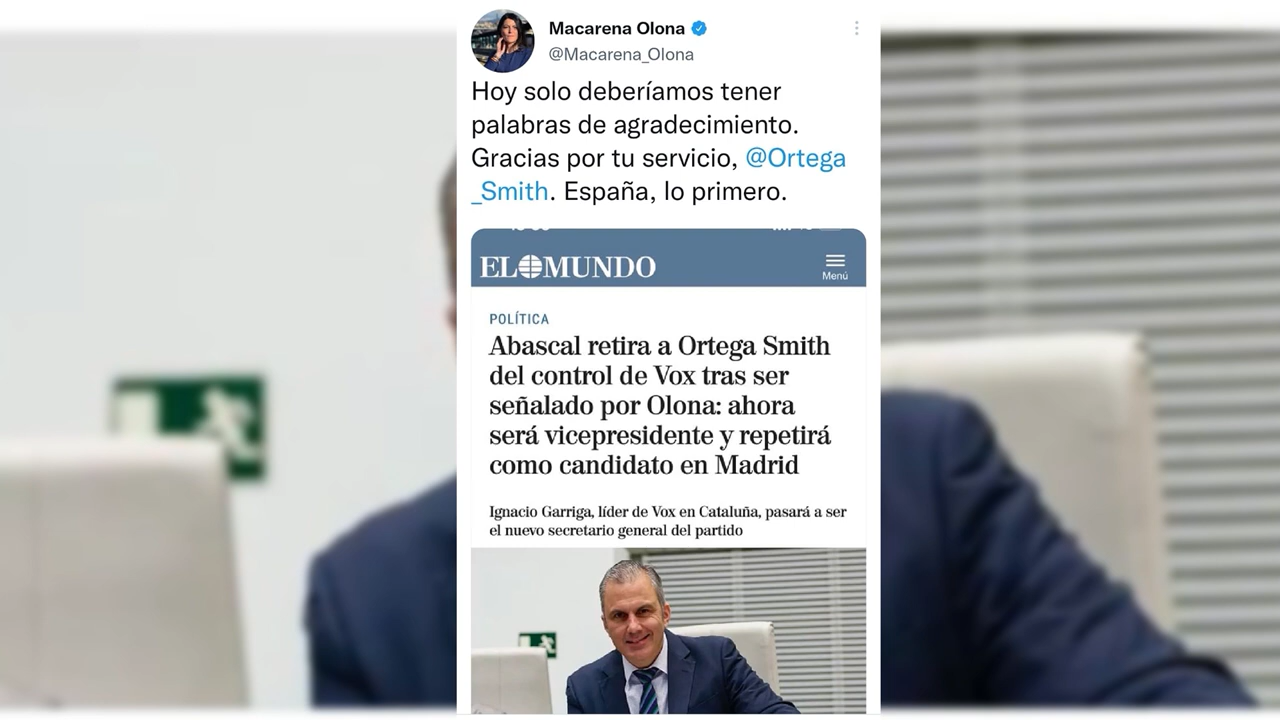 Macarena Olona
@Macarena_Olona
Hoy solo deberíamos tener
palabras de agradecimiento.
Gracias por tu servicio, @Ortega
_Smith. España, lo primero.
EL MUNDO
Menú
POLÍTICA
Abascal retira a Ortega Smith
del control de Vox tras ser
señalado por Olona: ahora
será vicepresidente y repetirá
como candidato en Madrid
Ignacio Garriga, líder de Vox en Cataluña, pasará a ser
el nuevo secretario general del partido